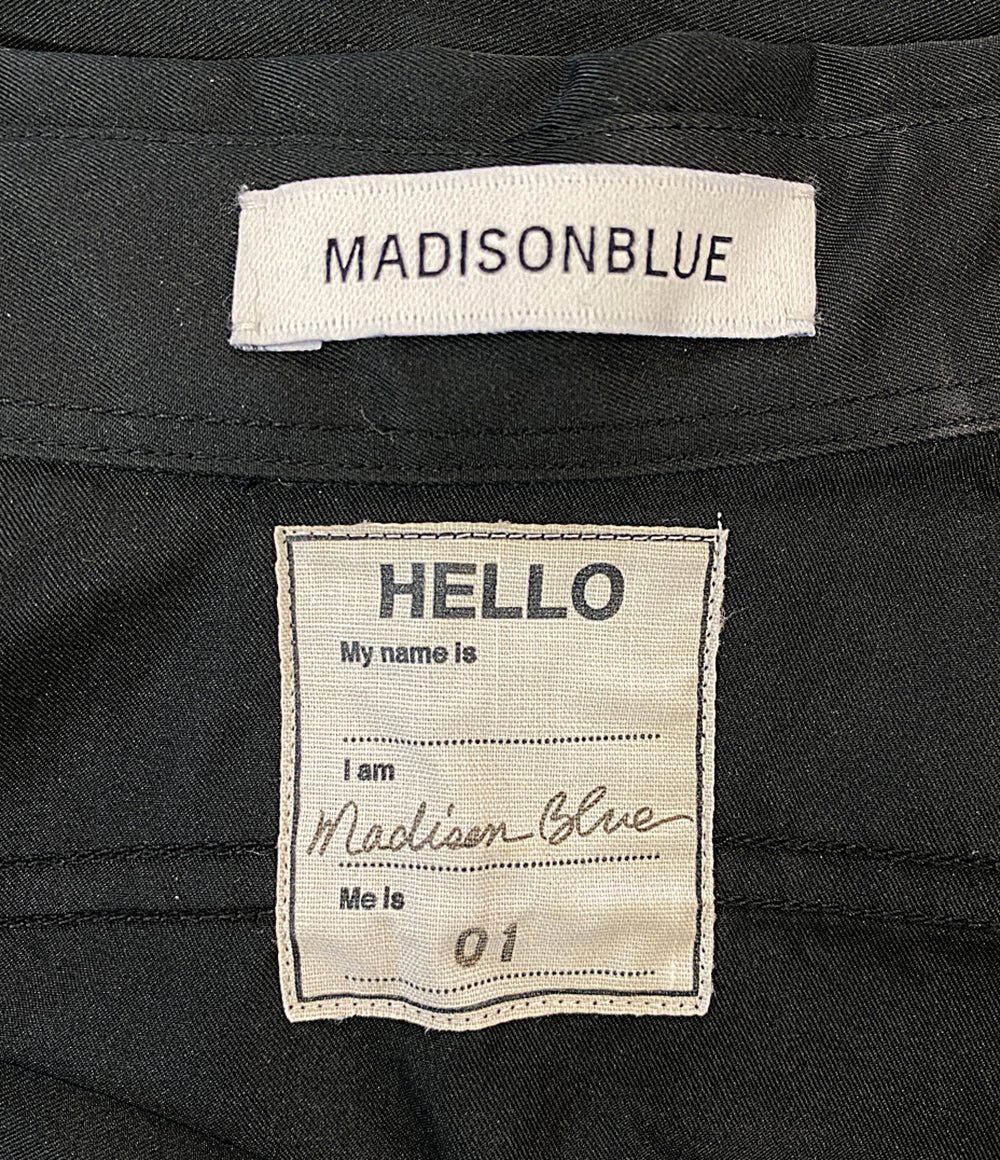 MADISONBLUE
HELLO
My name is
I am
Madison Blue
Me is
01